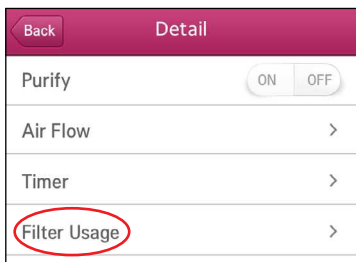 Back Detail
Purify ON OFF
Air Flow >
Timer >
Filter Usage >